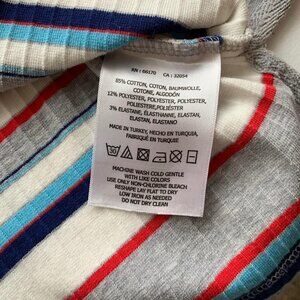 RN : 66170 CA : 32054
85% COTTON, COTON, BAUMWOLLE,
COTONE, ALGODÓN
12% POLYESTER, POLYESTER, POLYESTER,
POLIESTERE,POLIÉSTER
3% ELASTANE, ÉLASTHANNE, ELASTAN,
ELASTAN, ELASTANO
MADE IN TURKEY, HECHO EN TURQUIA,
FABRIQUÉ EN TURQUIE
30
MACHINE WASH COLD GENTLE
WITH LIKE COLORS
USE ONLY NON-CHLORINE BLEACH
RESHAPE LAY FLAT TO DRY
LOW IRON AS NEEDED
DO NOT DRY CLEAN